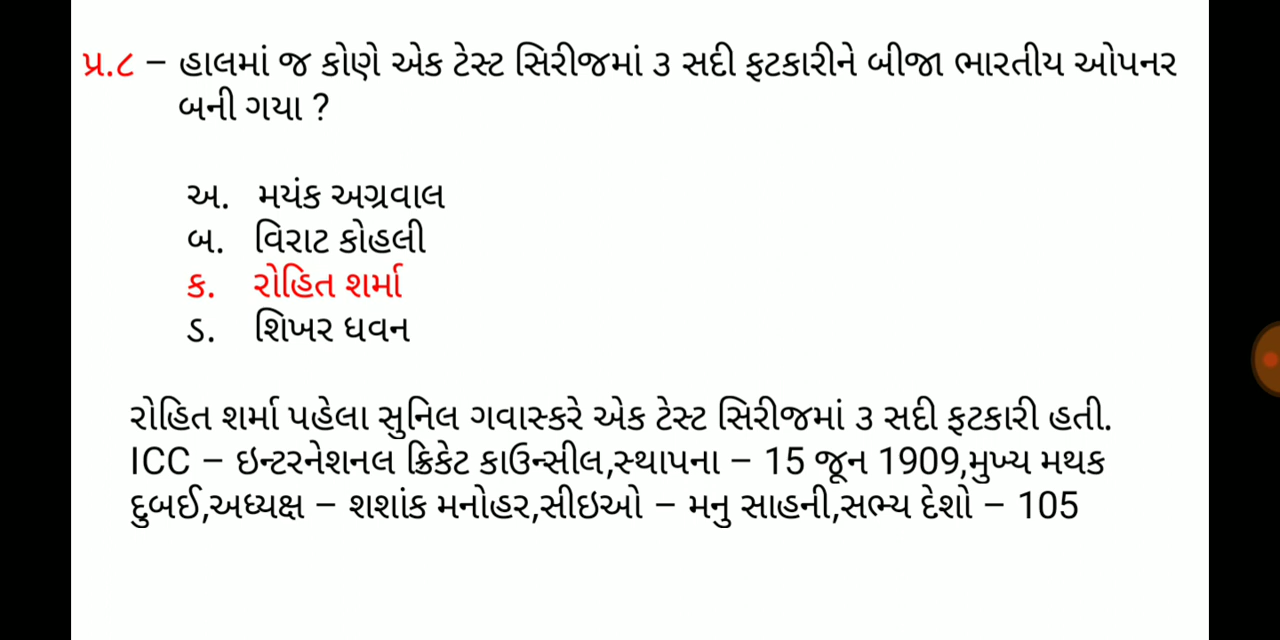 પ્ર.૮ – હાલમાં જ કોણે એક ટેસ્ટ સિરીજમાં ૩ સદી ફટકારીને બીજા ભારતીય ઓપનર
બની ગયા ?
અ. મયંક અગ્રવાલ
બ. વિરાટ કોહલી
ક. રોહિત શર્મા
ડ. શિખર ધવન
રોહિત શર્મા પહેલા સુનિલ ગવાસ્કરે એક ટેસ્ટ સિરીજમાં ૩ સદી ફટકારી હતી.
ICC – ઇન્ટરનેશનલ ક્રિકેટ કાઉન્સીલ,સ્થાપના – 15 જૂન 1909,મુખ્ય મથક
દુબઈ,અધ્યક્ષ – શશાંક મનોહર,સીઇઓ – મનુ સાહની,સભ્ય દેશો – 105